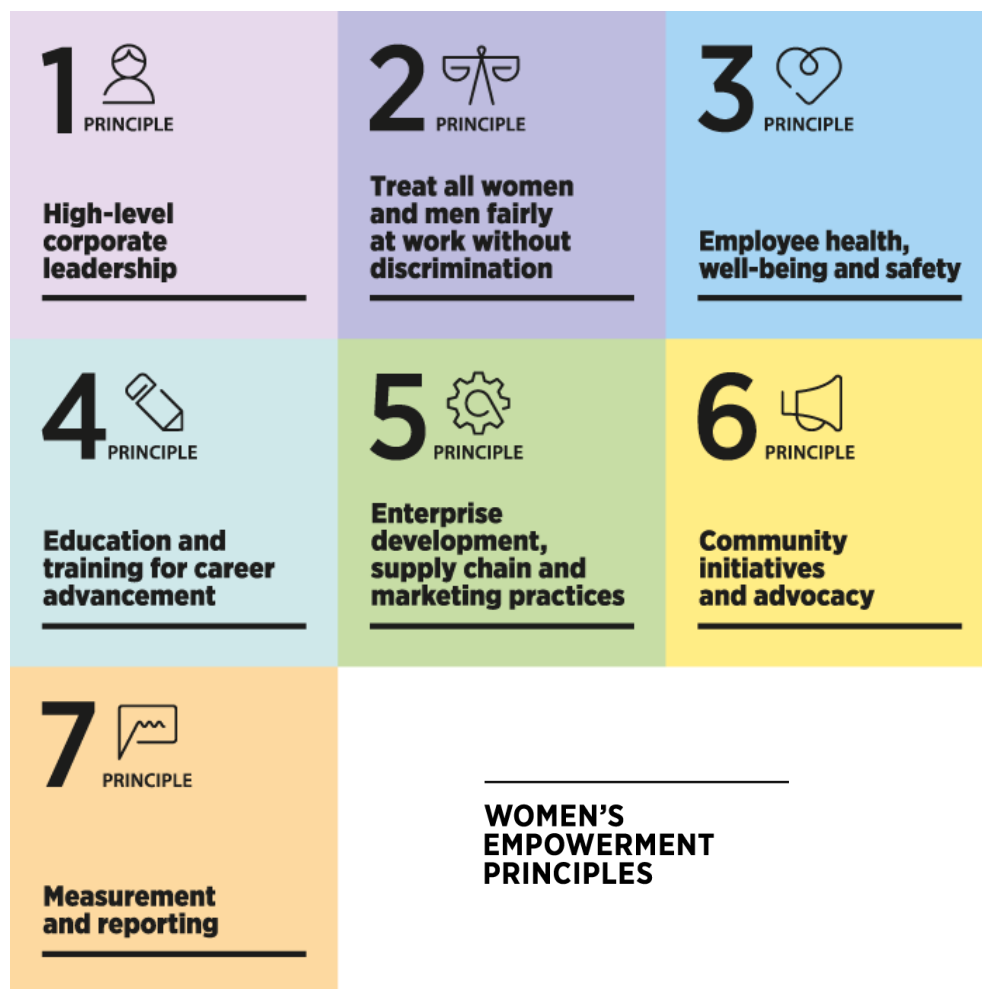 1
PRINCIPLE
High-level
corporate
leadership
2
PRINCIPLE
Treat all women
and men fairly
at work without
discrimination
3
PRINCIPLE
Employee health,
well-being and safety
4
PRINCIPLE
Education and
training for career
advancement
5
PRINCIPLE
Enterprise
development,
supply chain and
marketing practices
6
PRINCIPLE
Community
initiatives
and advocacy
7
PRINCIPLE
Measurement
and reporting
WOMEN’S
EMPOWERMENT
PRINCIPLES